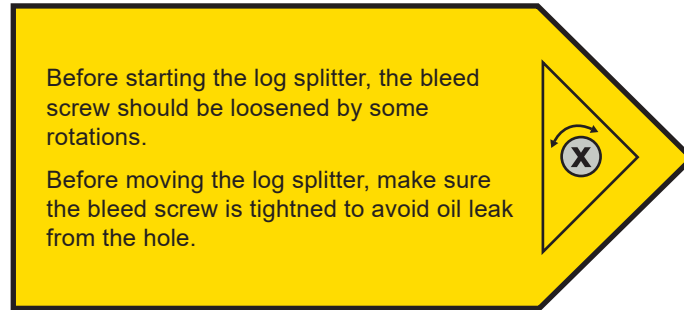 Before starting the log splitter, the bleed
screw should be loosened by some
rotations.
Before moving the log splitter, make sure
the bleed screw is tightned to avoid oil leak
from the hole.
X